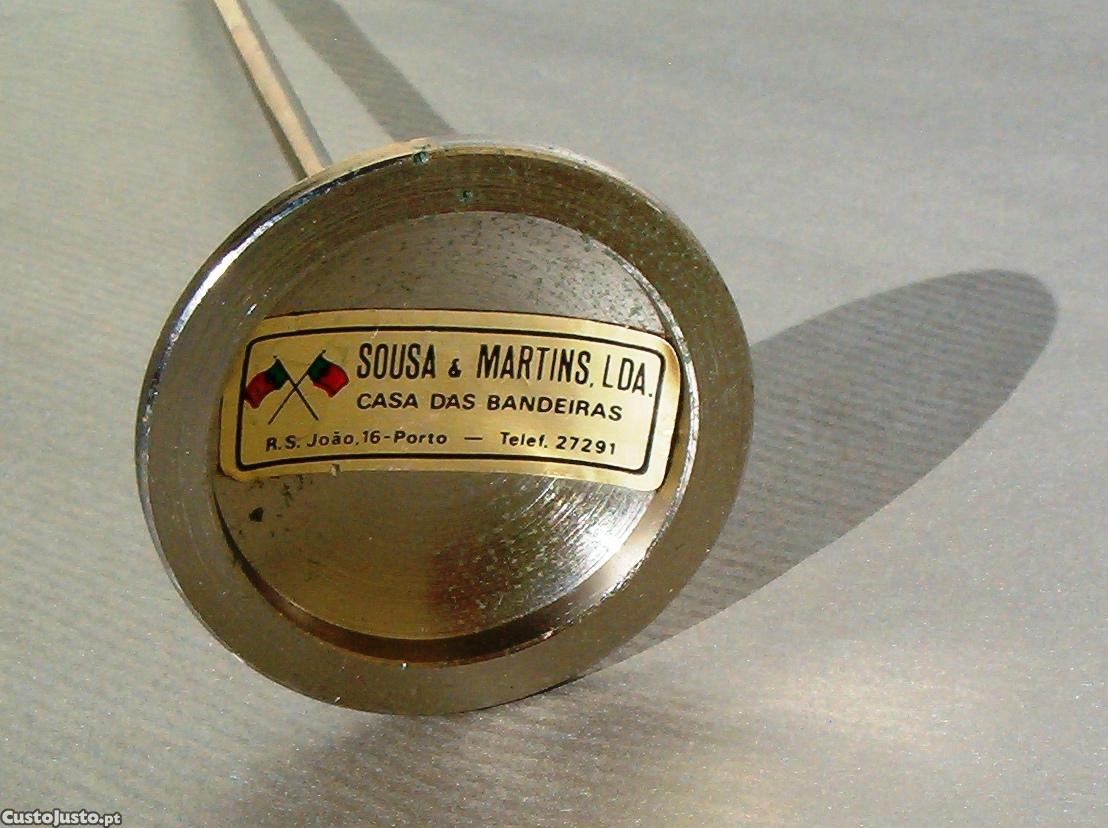 SOUSA & MARTINS, LDA.
CASA DAS BANDEIRAS
R. S. João, 16 - Porto — Telef. 27291
CustoJusto.pt